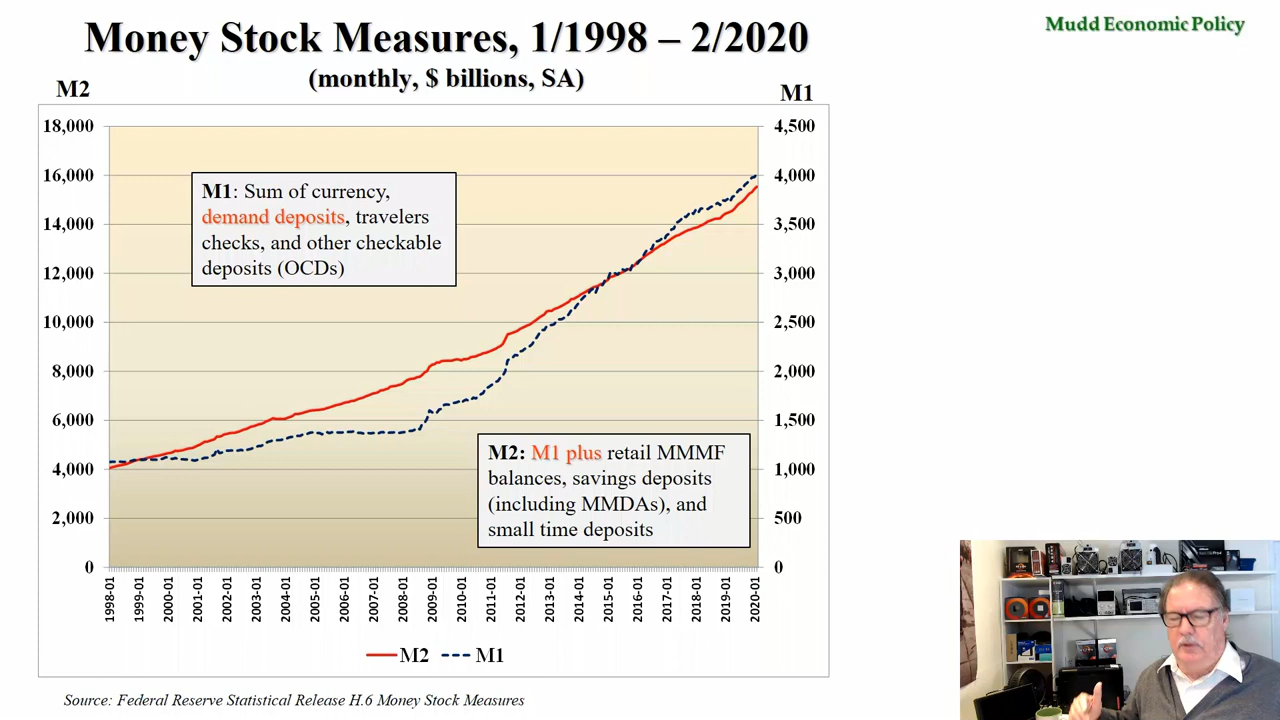 Money Stock Measures, 1/1998 – 2/2020
(monthly, $ billions, SA)
Mudd Economic Policy
M2
M1
18,000
16,000
14,000
12,000
10,000
8,000
6,000
4,000
2,000
0
4,500
4,000
3,500
3,000
2,500
2,000
1,500
1,000
500
0
M1: Sum of currency,
demand deposits, travelers
checks, and other checkable
deposits (OCDs)
M2: M1 plus retail MMMF
balances, savings deposits
(including MMDAs), and
small time deposits
1998-01
1999-01
2000-01
2001-01
2002-01
2003-01
2004-01
2005-01
2006-01
2007-01
2008-01
2009-01
2010-01
2011-01
2012-01
2013-01
2014-01
2015-01
2016-01
2017-01
2018-01
2019-01
2020-01
M2
M1
Source: Federal Reserve Statistical Release H.6 Money Stock Measures